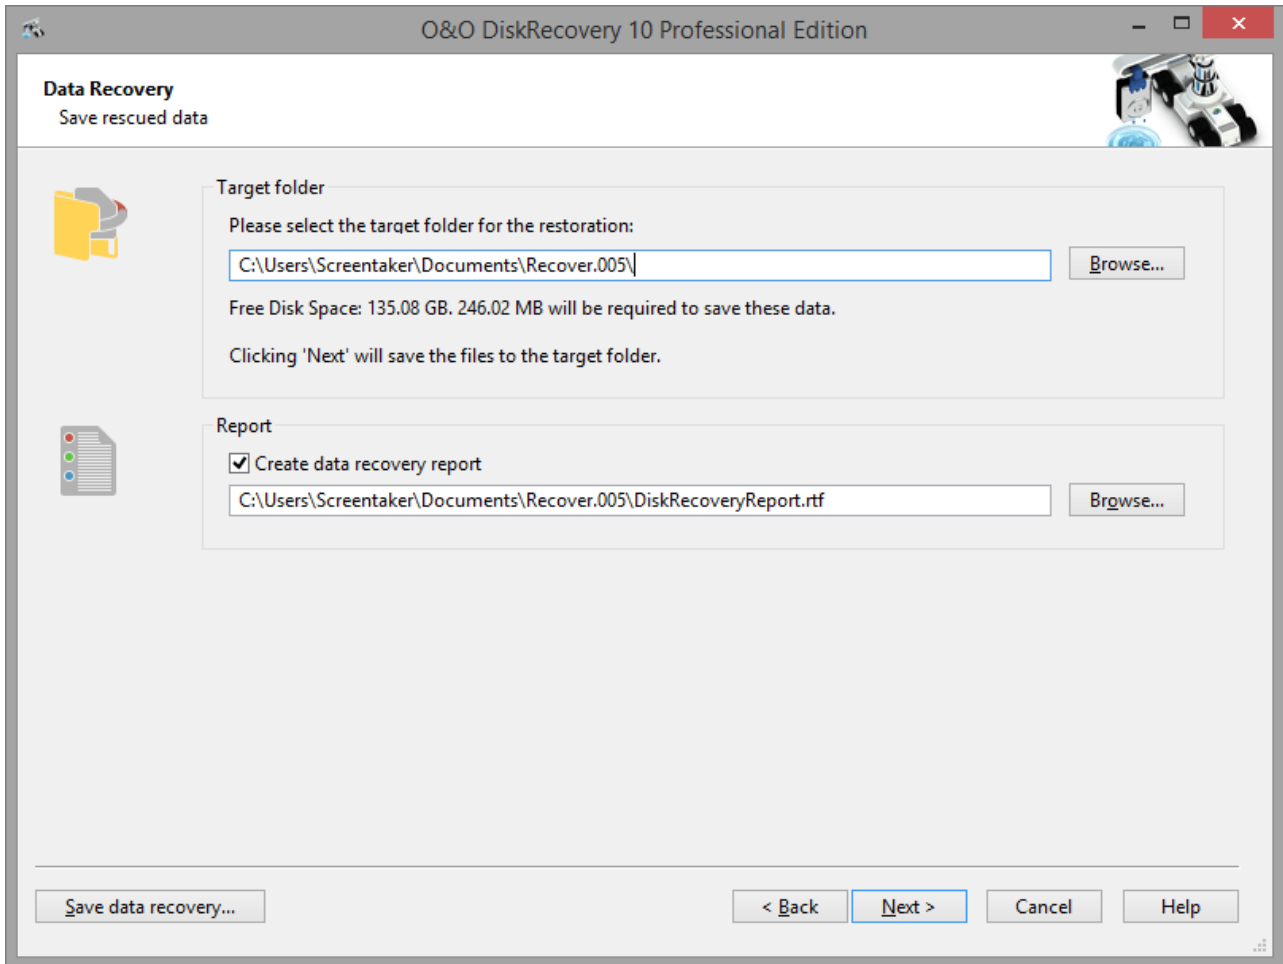 O&O DiskRecovery 10 Professional Edition
Data Recovery
Save rescued data
Target folder
Please select the target folder for the restoration:
C:\Users\Screentaker\Documents\Recover.005\
Browse...
Free Disk Space: 135.08 GB. 246.02 MB will be required to save these data.
Clicking 'Next' will save the files to the target folder.
Report
Create data recovery report
C:\Users\Screentaker\Documents\Recover.005\DiskRecoveryReport.rtf
Browse...
Save data recovery...
< Back
Next >
Cancel
Help